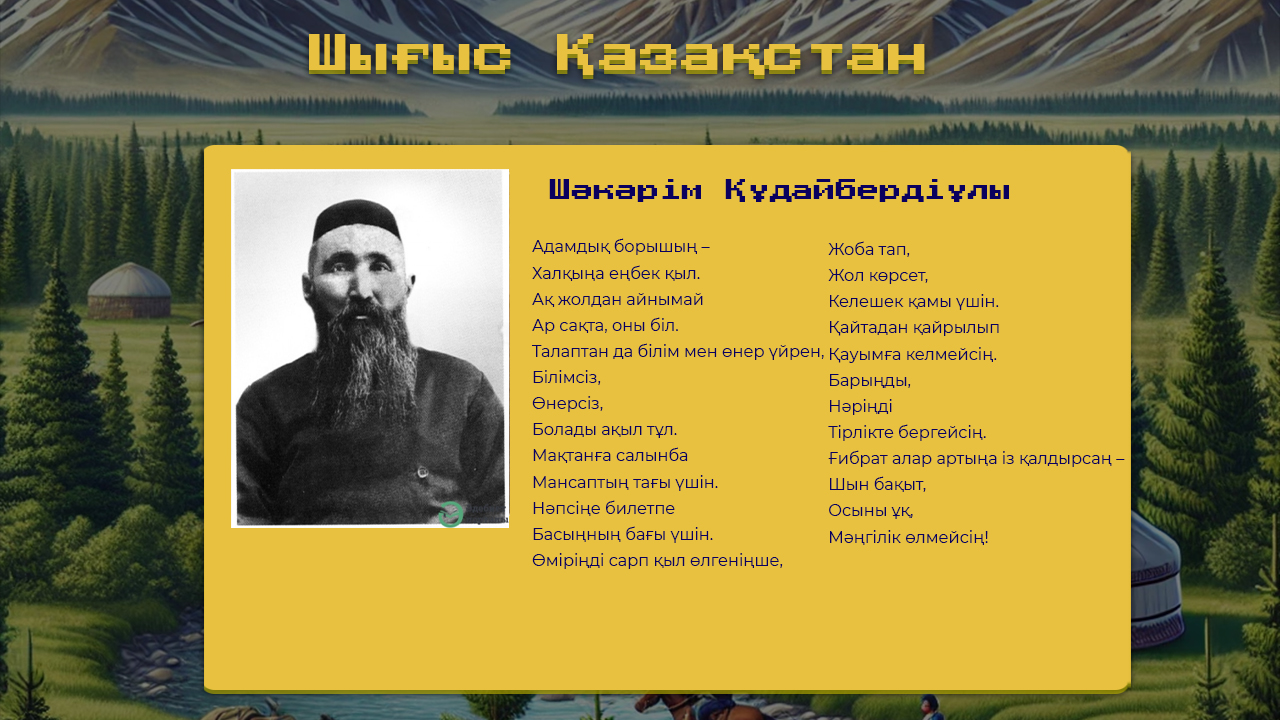 Шығыс Қазақстан
Шәкәрім Құдайбердіұлы
Адамдық борышың –
Халқыңа еңбек қыл.
Ақ жолдан айнымай
Ар сақта, оны біл.
Талаптан да білім мен өнер үйрен,
Білімсіз,
Өнерсіз,
Болады ақыл тұл.
Мақтанға салынба
Мансаптың тағы үшін.
Нәпсіңе билетпе
Басыңның бағы үшін.
Өміріңді сарп қыл өлгеніңше,
Жоба тап,
Жол көрсет,
Келешек қамы үшін.
Қайтадан қайрылып
Қауымға келмейсің.
Барыңды,
Нәріңді
Тірлікте бергейсің.
Ғибрат алар артыңа із қалдырсаң –
Шын бақыт,
Осыны ұқ,
Мәңгілік өлмейсің!